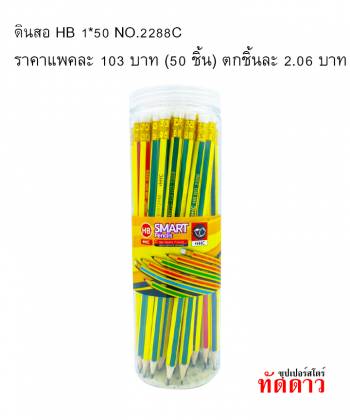 ดินสอ HB 1*50 NO.2288C
ราคาแพคละ 103 บาท (50 ชิ้น) ตกชิ้นละ 2.06 บาท
HB
SMART
Pencils
HHC
ซุปเปอร์สโตร์
ทัดดาว